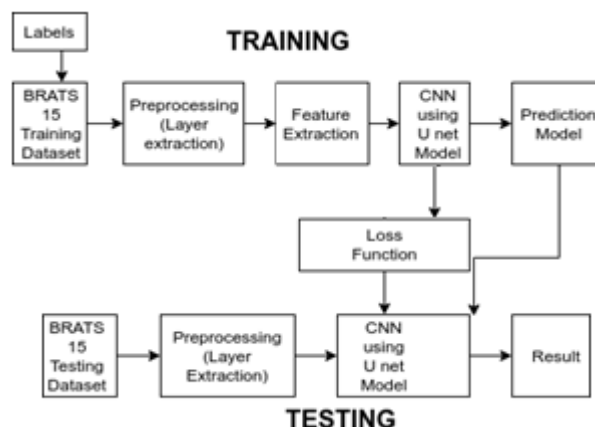 Labels
TRAINING
BRATS
15
Training
Dataset
Preprocessing
(Layer
extraction)
Feature
Extraction
CNN
using
U net
Model
Prediction
Model
Loss
Function
BRATS
15
Testing
Dataset
Preprocessing
(Layer
Extraction)
CNN
using
U net
Model
Result
TESTING